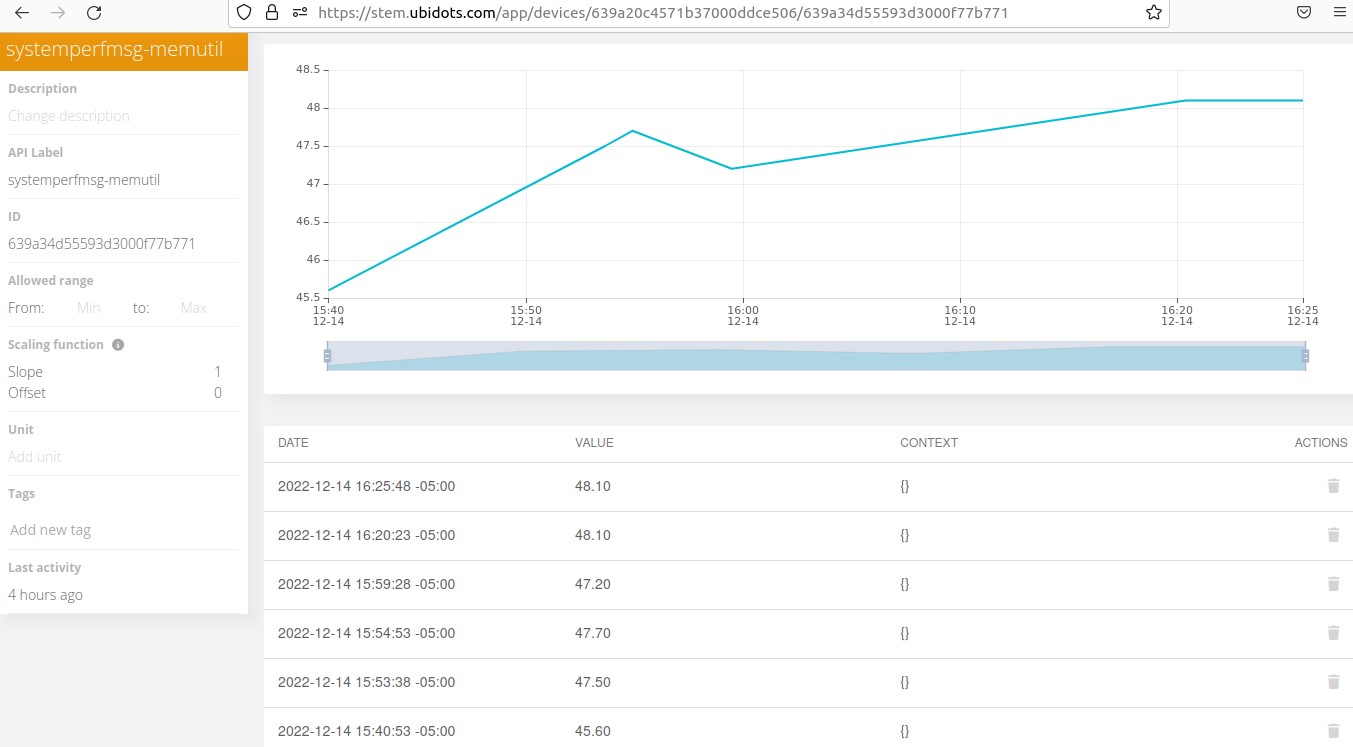 https://stem.ubidots.com/app/devices/639a20c4571b37000ddce506/639a34d55593d3000f77b771
systemperfmsg-memutil
Description
Change description
API Label
systemperfmsg-memutil
ID
639a34d55593d3000f77b771
Allowed range
From: Min to: Max
Scaling function
Slope 1
Offset 0
Unit
Add unit
Tags
Add new tag
Last activity
4 hours ago
48.5
48
47.5
47
46.5
46
45.5
15:40 15:50 16:00 16:10 16:20 16:25
12-14 12-14 12-14 12-14 12-14 12-14
DATE VALUE CONTEXT ACTIONS
2022-12-14 16:25:48 -05:00 48.10 {}
2022-12-14 16:20:23 -05:00 48.10 {}
2022-12-14 15:59:28 -05:00 47.20 {}
2022-12-14 15:54:53 -05:00 47.70 {}
2022-12-14 15:53:38 -05:00 47.50 {}
2022-12-14 15:40:53 -05:00 45.60 {}